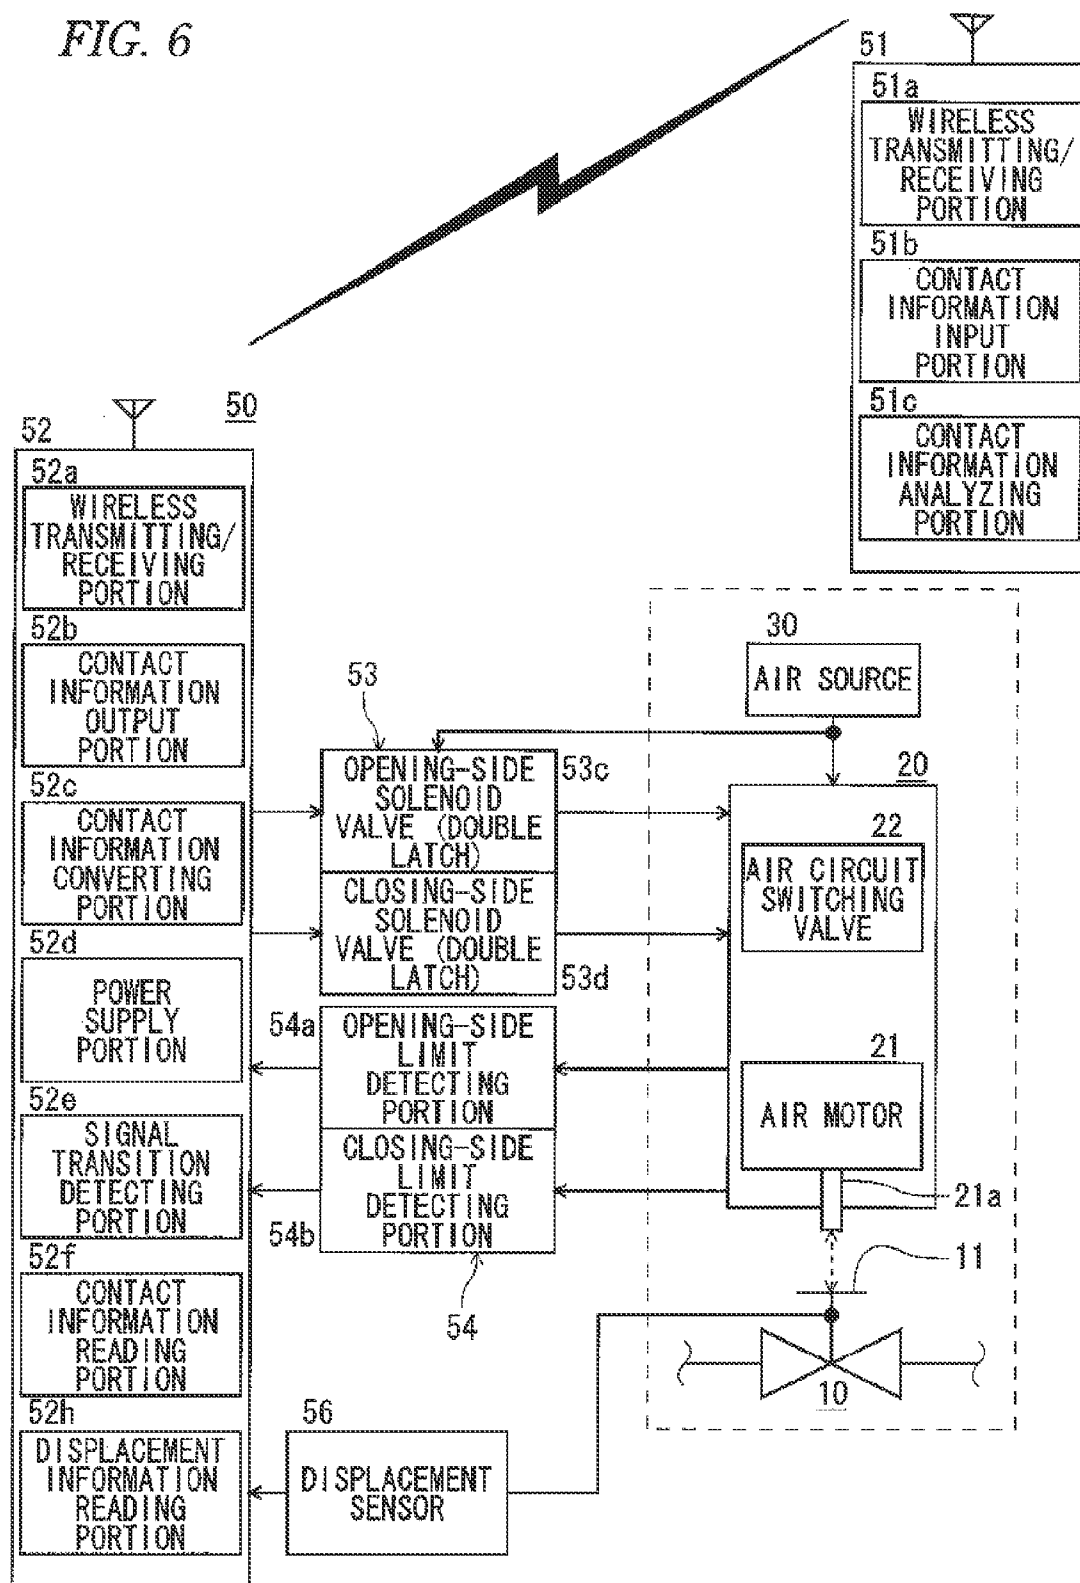 FIG. 6
51
51a
WIRELESS
TRANSMITTING/
RECEIVING
PORTION
51b
CONTACT
INFORMATION
INPUT
PORTION
51c
CONTACT
INFORMATION
ANALYZING
PORTION
50
52
52a
WIRELESS
TRANSMITTING/
RECEIVING
PORTION
52b
CONTACT
INFORMATION
OUTPUT
PORTION
52c
CONTACT
INFORMATION
CONVERTING
PORTION
52d
POWER
SUPPLY
PORTION
52e
SIGNAL
TRANSITION
DETECTING
PORTION
52f
CONTACT
INFORMATION
READING
PORTION
52h
DISPLACEMENT
INFORMATION
READING
PORTION
53
OPENING-SIDE
SOLENOID
VALVE (DOUBLE
LATCH)
53c
CLOSING-SIDE
SOLENOID
VALVE (DOUBLE
LATCH)
53d
54a
OPENING-SIDE
LIMIT
DETECTING
PORTION
CLOSING-SIDE
LIMIT
DETECTING
PORTION
54b
54
56
DISPLACEMENT
SENSOR
30
AIR SOURCE
20
22
AIR CIRCUIT
SWITCHING
VALVE
21
AIR MOTOR
21a
11
10